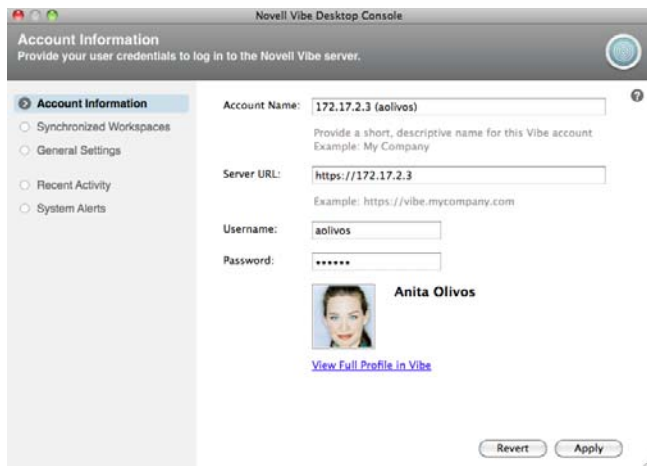 Novell Vibe Desktop Console
Account Information
Provide your user credentials to log in to the Novell Vibe server.
Account Information
Synchronized Workspaces
General Settings
Recent Activity
System Alerts
Account Name: 172.17.2.3 (aolivos)
Provide a short, descriptive name for this Vibe account
Example: My Company
Server URL: https://172.17.2.3
Example: https://vibe.mycompany.com
Username: aolivos
Password: ••••••
Anita Olivos
View Full Profile in Vibe
Revert Apply